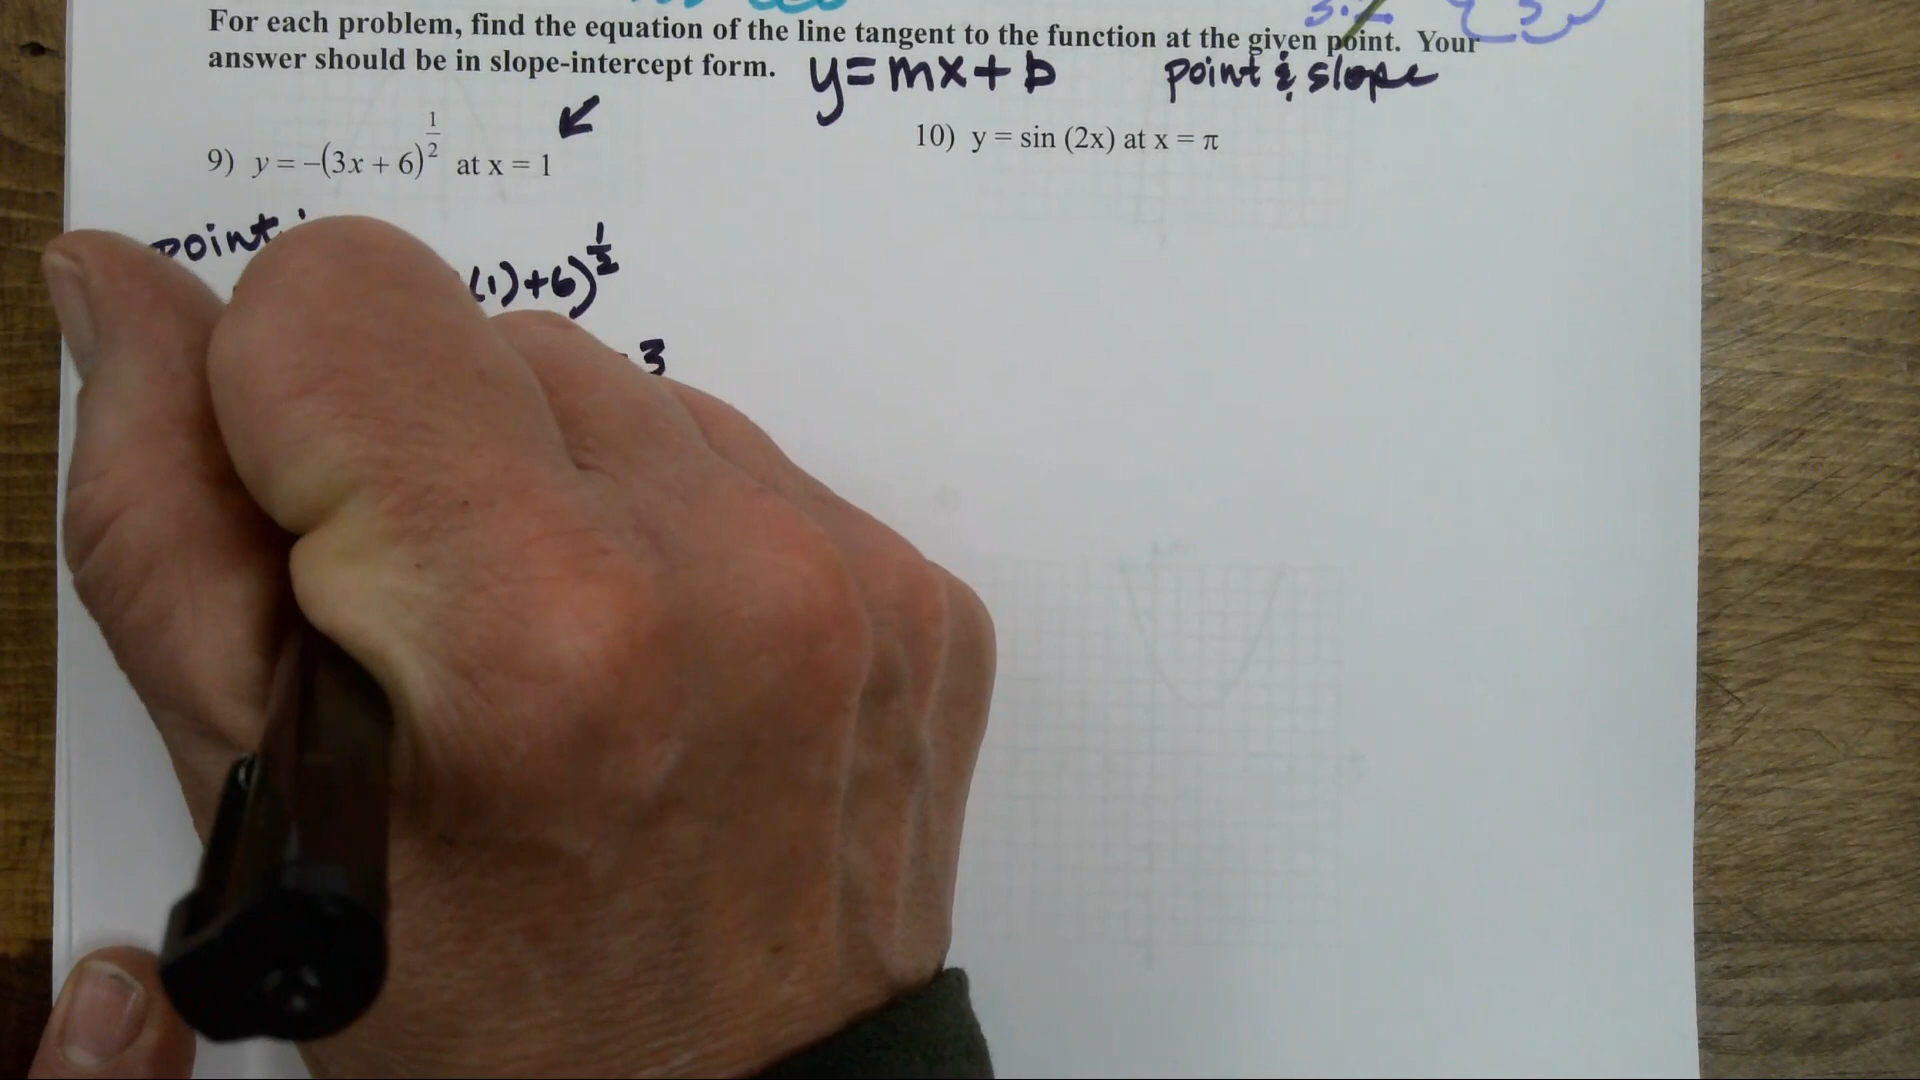 For each problem, find the equation of the line tangent to the function at the given point. Your
answer should be in slope-intercept form. y=mx+b point & slope
9) y = −(3x + 6)^(1/2) at x = 1
10) y = sin (2x) at x = π
point
(1)+6)^(1/2)
3